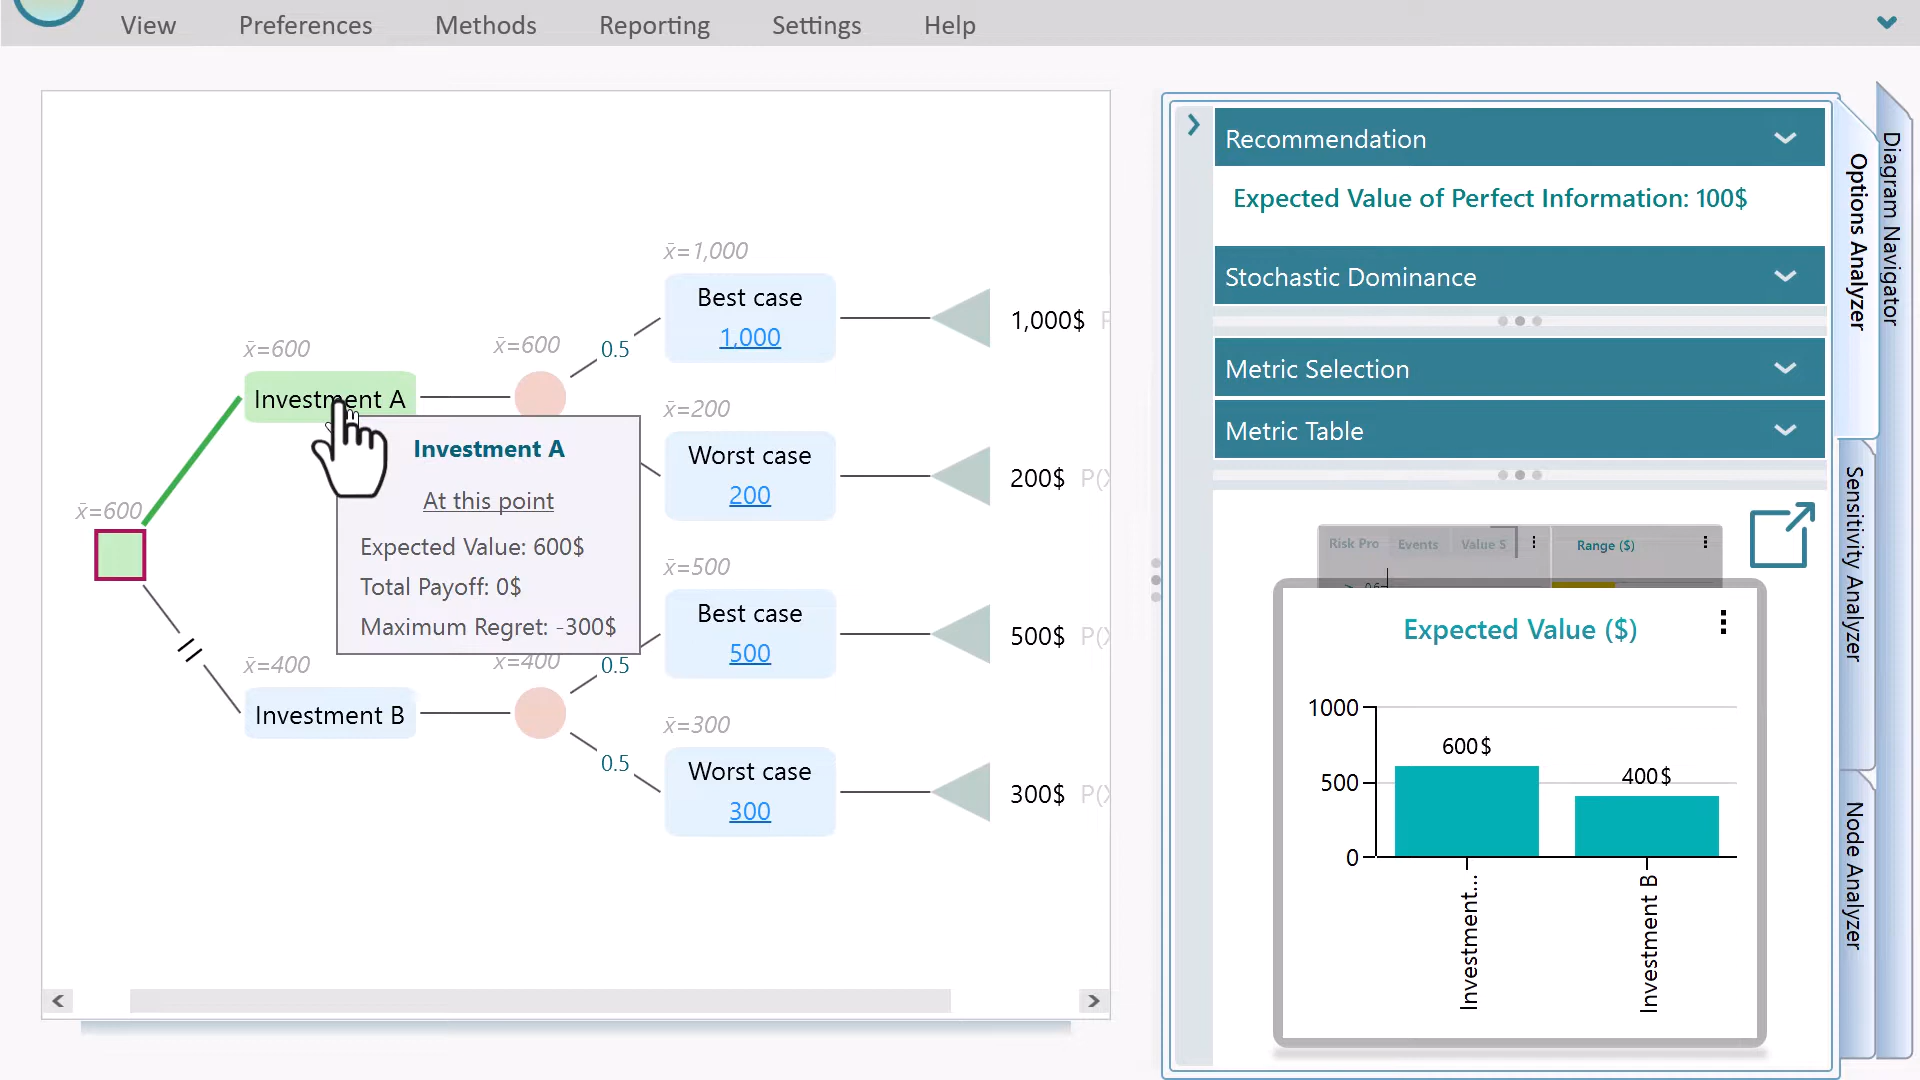 View Preferences Methods Reporting Settings Help
x̄=1,000
Best case
1,000
1,000$ P
x̄=600
Investment A
x̄=600
0.5
x̄=200
Worst case
200
200$ P(X
Investment A
At this point
Expected Value: 600$
Total Payoff: 0$
Maximum Regret: -300$
x̄=600
x̄=500
Best case
500
500$ P(X
x̄=400
Investment B
x̄=400
0.5
0.5
x̄=300
Worst case
300
300$ P(X
Recommendation
Expected Value of Perfect Information: 100$
Stochastic Dominance
Metric Selection
Metric Table
Risk Pro Events Value S
Range ($)
Expected Value ($)
1000
500
0
600$
400$
Investment...
Investment B
Diagram Navigator
Options Analyzer
Sensitivity Analyzer
Node Analyzer